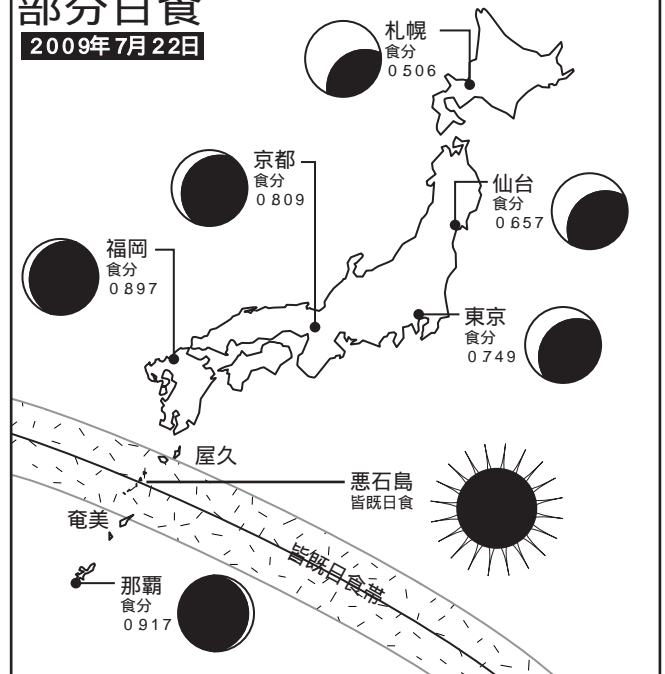 部分日食
2009年7月22日
札幌
食分
0.506
京都
食分
0.809
仙台
食分
0.657
福岡
食分
0.897
東京
食分
0.749
屋久
悪石島
皆既日食
奄美
皆既日食帯
那覇
食分
0.917